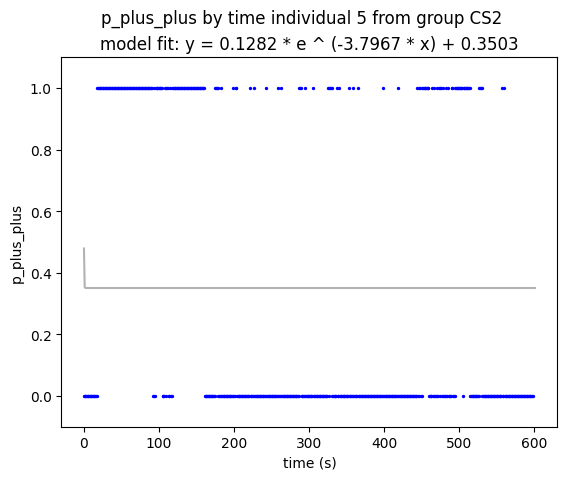 p_plus_plus by time individual 5 from group CS2
model fit: y = 0.1282 * e ^ (-3.7967 * x) + 0.3503
1.0
0.8
0.6
0.4
0.2
0.0
p_plus_plus
0 100 200 300 400 500 600
time (s)